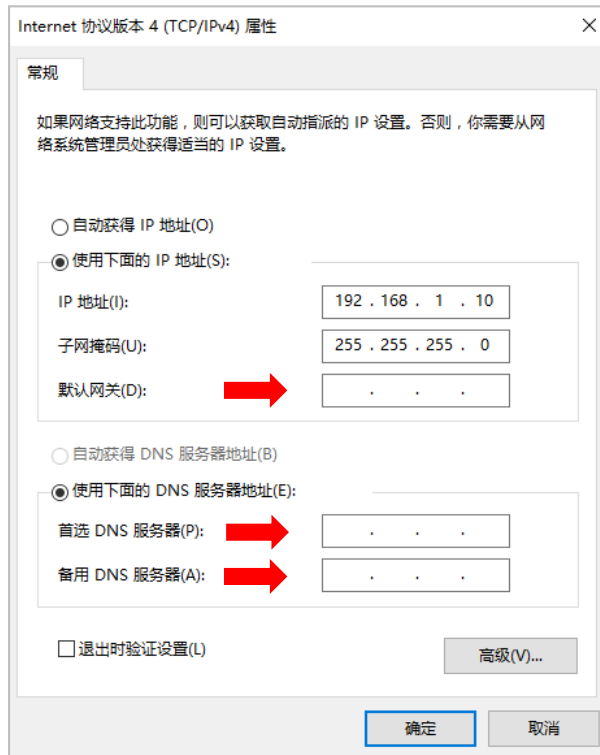 Internet 协议版本 4 (TCP/IPv4) 属性
常规
如果网络支持此功能，则可以获取自动指派的 IP 设置。否则，你需要从网
络系统管理员处获得适当的 IP 设置。
自动获得 IP 地址(O)
使用下面的 IP 地址(S):
IP 地址(I):
192 . 168 . 1 . 10
子网掩码(U):
255 . 255 . 255 . 0
默认网关(D):
. . .
自动获得 DNS 服务器地址(B)
使用下面的 DNS 服务器地址(E):
首选 DNS 服务器(P):
. . .
备用 DNS 服务器(A):
. . .
退出时验证设置(L)
高级(V)...
确定
取消